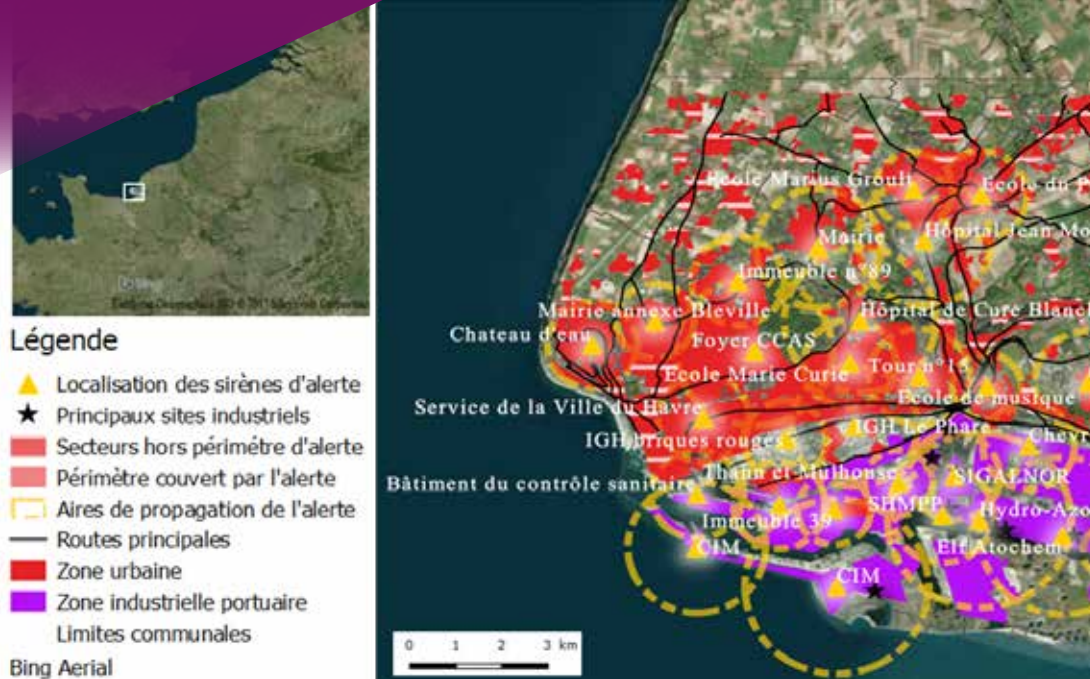 Légende
Localisation des sirènes d'alerte
Principaux sites industriels
Secteurs hors périmètre d'alerte
Périmètre couvert par l'alerte
Aires de propagation de l'alerte
Routes principales
Zone urbaine
Zone industrielle portuaire
Limites communales
Bing Aerial
Ecole Marius Groult
Ecole du P
Mairie
Hôpital Jean Mo
Immeuble n°89
Mairie annexe Bleville
Hôpital de Cure Blanc
Chateau d'eau
Foyer CCAS
Ecole Marie Curie
Tour n°15
Ecole de musique
Service de la Ville du Havre
IGH Le Phare
IGH briques rouges
Chevr
Thann et Mulhouse
SIGALNOR
Bâtiment du contrôle sanitaire
SHMPP
Hydro-Azo
Immeuble 39
CIM
Elf Atochem
CIM
0 1 2 3 km